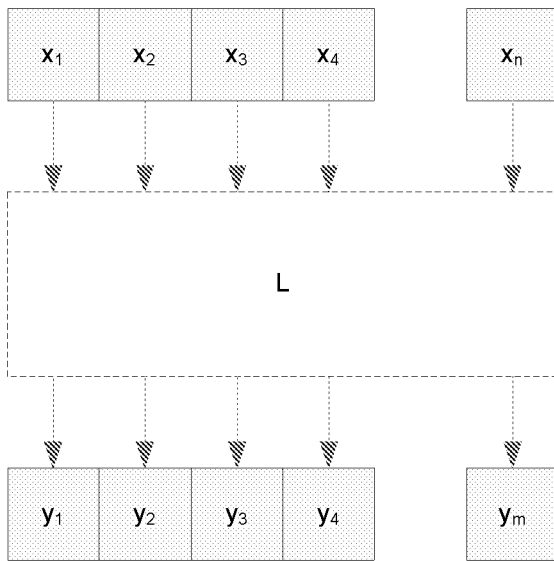 x₁ x₂ x₃ x₄ xₙ
L
y₁ y₂ y₃ y₄ yₘ